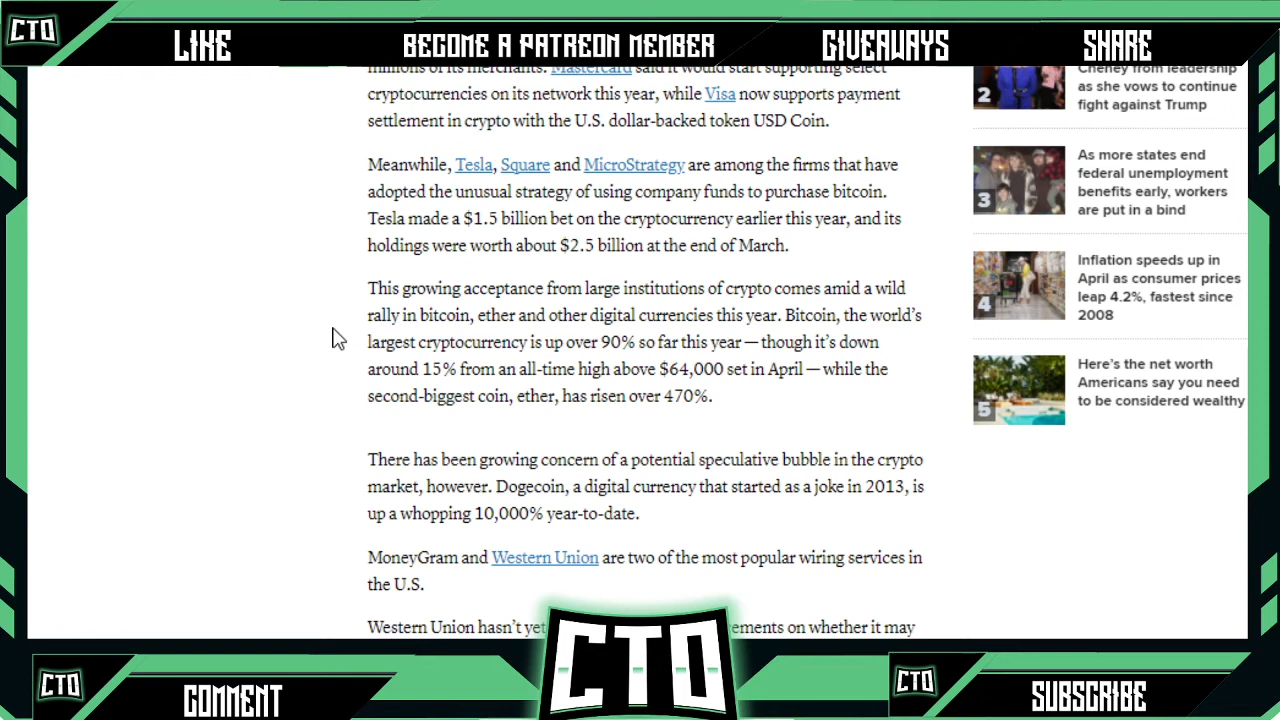 CTO
LIKE
BECOME A PATREON MEMBER
GIVEAWAYS
SHARE
millions of its merchants. Mastercard said it would start supporting select
cryptocurrencies on its network this year, while Visa now supports payment
settlement in crypto with the U.S. dollar-backed token USD Coin.
Meanwhile, Tesla, Square and MicroStrategy are among the firms that have
adopted the unusual strategy of using company funds to purchase bitcoin.
Tesla made a $1.5 billion bet on the cryptocurrency earlier this year, and its
holdings were worth about $2.5 billion at the end of March.
This growing acceptance from large institutions of crypto comes amid a wild
rally in bitcoin, ether and other digital currencies this year. Bitcoin, the world's
largest cryptocurrency is up over 90% so far this year — though it's down
around 15% from an all-time high above $64,000 set in April — while the
second-biggest coin, ether, has risen over 470%.
There has been growing concern of a potential speculative bubble in the crypto
market, however. Dogecoin, a digital currency that started as a joke in 2013, is
up a whopping 10,000% year-to-date.
MoneyGram and Western Union are two of the most popular wiring services in
the U.S.
Western Union hasn't yet
ements on whether it may
2
Cheney from leadership
as she vows to continue
fight against Trump
3
As more states end
federal unemployment
benefits early, workers
are put in a bind
4
Inflation speeds up in
April as consumer prices
leap 4.2%, fastest since
2008
5
Here's the net worth
Americans say you need
to be considered wealthy
CTO
COMMENT
CTO
CTO
SUBSCRIBE